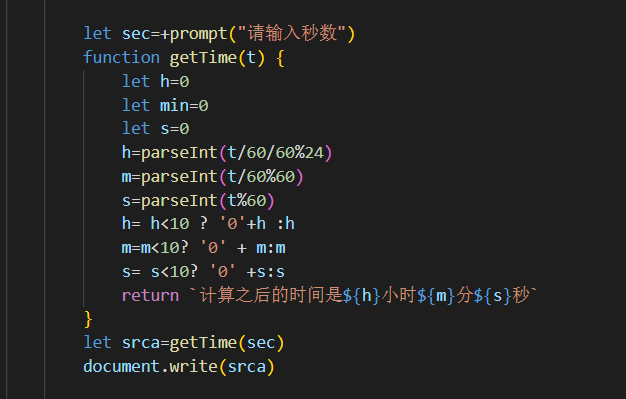 let sec=+prompt("请输入秒数")
function getTime(t) {
let h=0
let min=0
let s=0
h=parseInt(t/60/60%24)
m=parseInt(t/60%60)
s=parseInt(t%60)
h= h<10 ? '0'+h :h
m=m<10? '0' + m:m
s= s<10? '0' +s:s
return `计算之后的时间是${h}小时${m}分${s}秒`
}
let srca=getTime(sec)
document.write(srca)